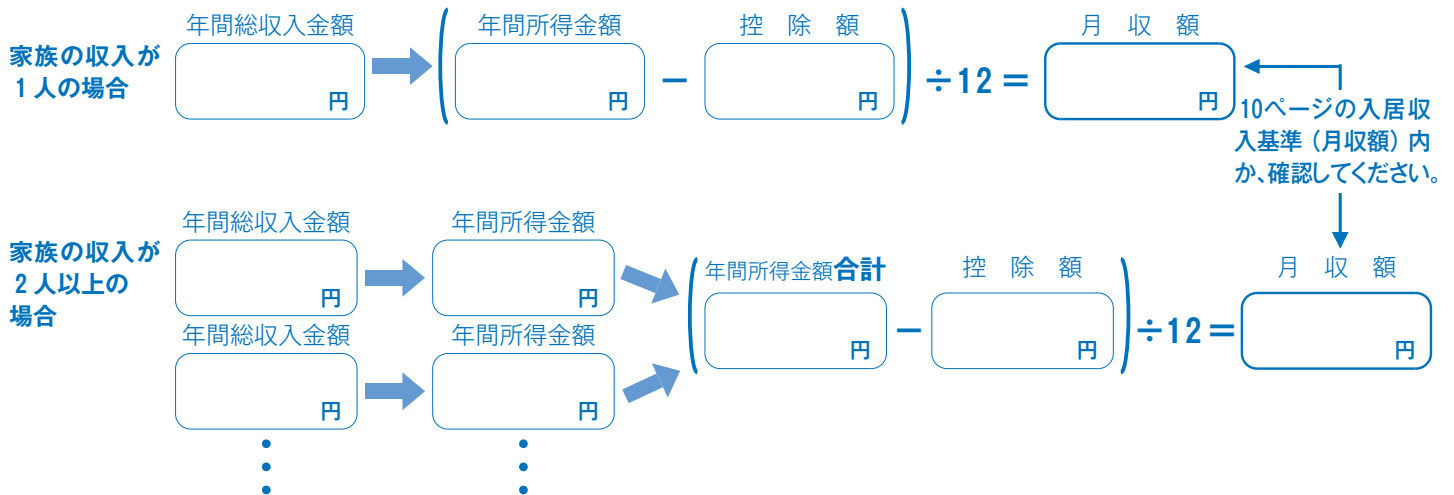 家族の収入が
1人の場合
年間総収入金額
円
年間所得金額
円
−
控除額
円
÷12＝
月収額
円
10ページの入居収
入基準（月収額）内
か、確認してください。
家族の収入が
2人以上の
場合
年間総収入金額
円
年間所得金額
円
年間総収入金額
円
年間所得金額
円
年間所得金額合計
円
−
控除額
円
÷12＝
月収額
円